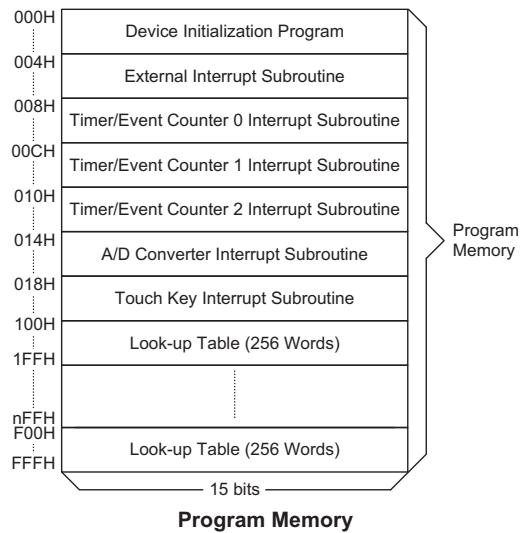 000H
Device Initialization Program
004H
External Interrupt Subroutine
008H
Timer/Event Counter 0 Interrupt Subroutine
00CH
Timer/Event Counter 1 Interrupt Subroutine
010H
Timer/Event Counter 2 Interrupt Subroutine
014H
A/D Converter Interrupt Subroutine
018H
Touch Key Interrupt Subroutine
100H
Look-up Table (256 Words)
1FFH
nFFH
F00H
Look-up Table (256 Words)
FFFH
15 bits
Program
Memory
Program Memory